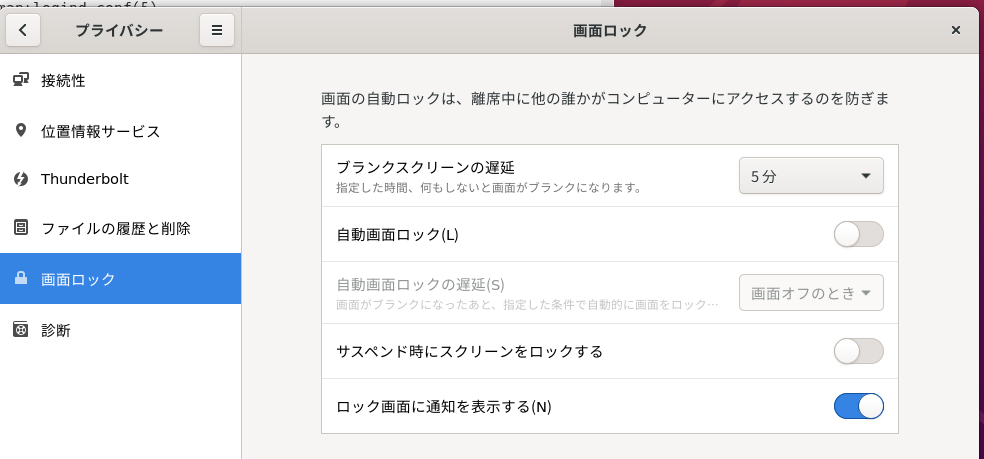 man:logind.conf(5)
プライバシー
画面ロック
接続性
位置情報サービス
Thunderbolt
ファイルの履歴と削除
画面ロック
診断
画面の自動ロックは、離席中に他の誰かがコンピューターにアクセスするのを防ぎま
す。
ブランクスクリーンの遅延
指定した時間、何もしないと画面がブランクになります。
5 分
自動画面ロック(L)
自動画面ロックの遅延(S)
画面がブランクになったあと、指定した条件で自動的に画面をロック…
画面オフのとき
サスペンド時にスクリーンをロックする
ロック画面に通知を表示する(N)